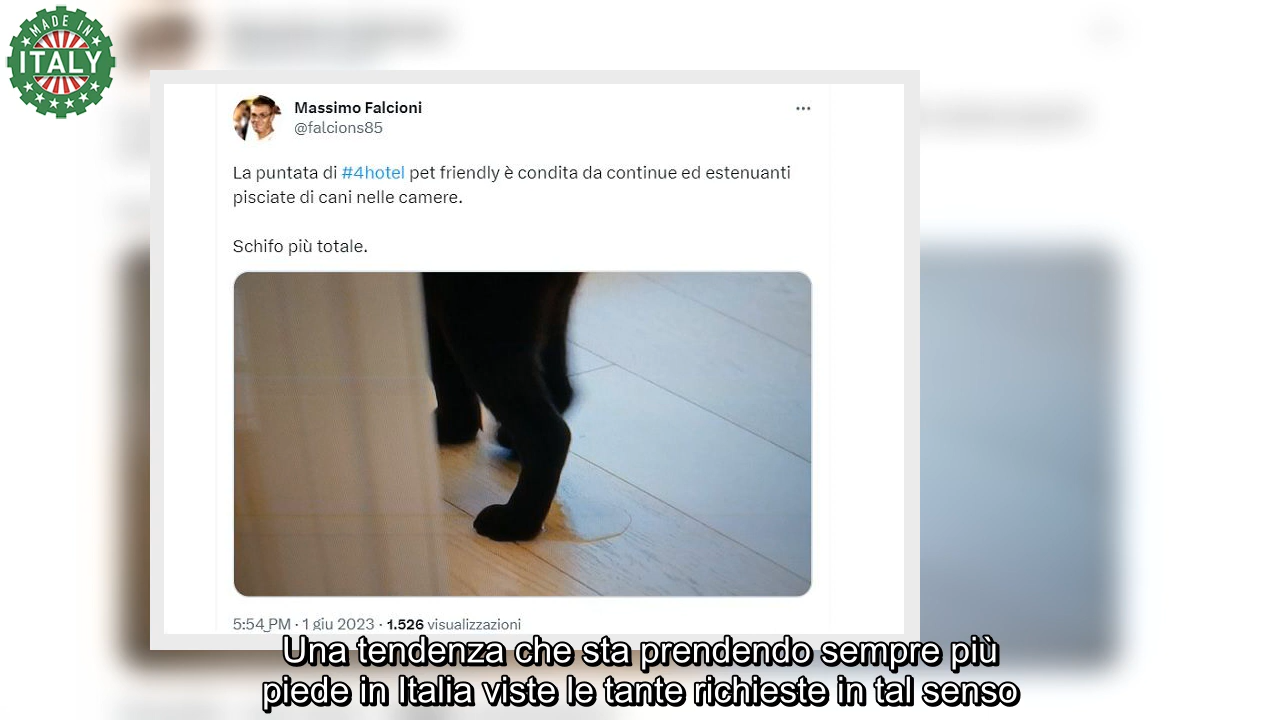 MADE IN
ITALY
Massimo Falcioni
@falcions85
La puntata di #4hotel pet friendly è condita da continue ed estenuanti
pisciate di cani nelle camere.
Schifo più totale.
5:54 PM · 1 giu 2023 · 1.526 visualizzazioni
Una tendenza che sta prendendo sempre più
piede in Italia viste le tante richieste in tal senso